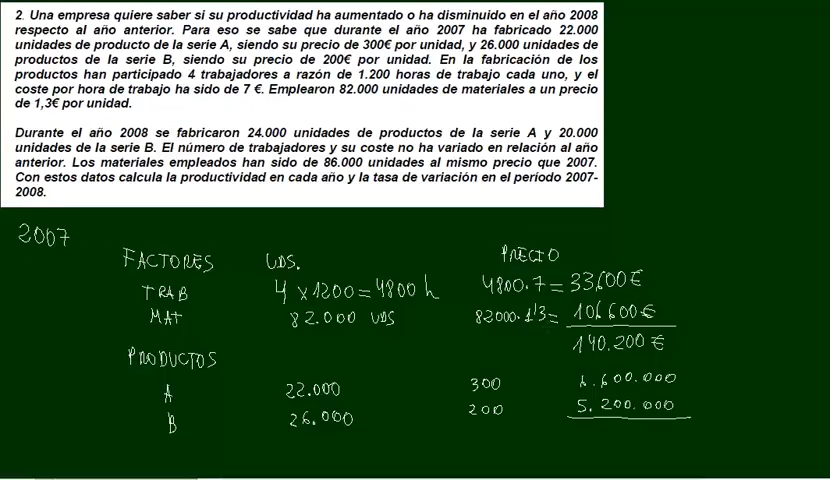 2. Una empresa quiere saber si su productividad ha aumentado o ha disminuido en el año 2008
respecto al año anterior. Para eso se sabe que durante el año 2007 ha fabricado 22.000
unidades de producto de la serie A, siendo su precio de 300€ por unidad, y 26.000 unidades de
productos de la serie B, siendo su precio de 200€ por unidad. En la fabricación de los
productos han participado 4 trabajadores a razón de 1.200 horas de trabajo cada uno, y el
coste por hora de trabajo ha sido de 7 €. Emplearon 82.000 unidades de materiales a un precio
de 1,3€ por unidad.
Durante el año 2008 se fabricaron 24.000 unidades de productos de la serie A y 20.000
unidades de la serie B. El número de trabajadores y su coste no ha variado en relación al año
anterior. Los materiales empleados han sido de 86.000 unidades al mismo precio que 2007.
Con estos datos calcula la productividad en cada año y la tasa de variación en el período 2007-
2008.
2007
FACTORES UDS. PRECIO
TRAB 4 x 1200 = 4800 h 4800·7 = 33,600 €
MAT 82.000 UDS 82000·1'3 = 106600 €
140.200 €
PRODUCTOS
A 22.000 300 6.600.000
B 26.000 200 5.200.000